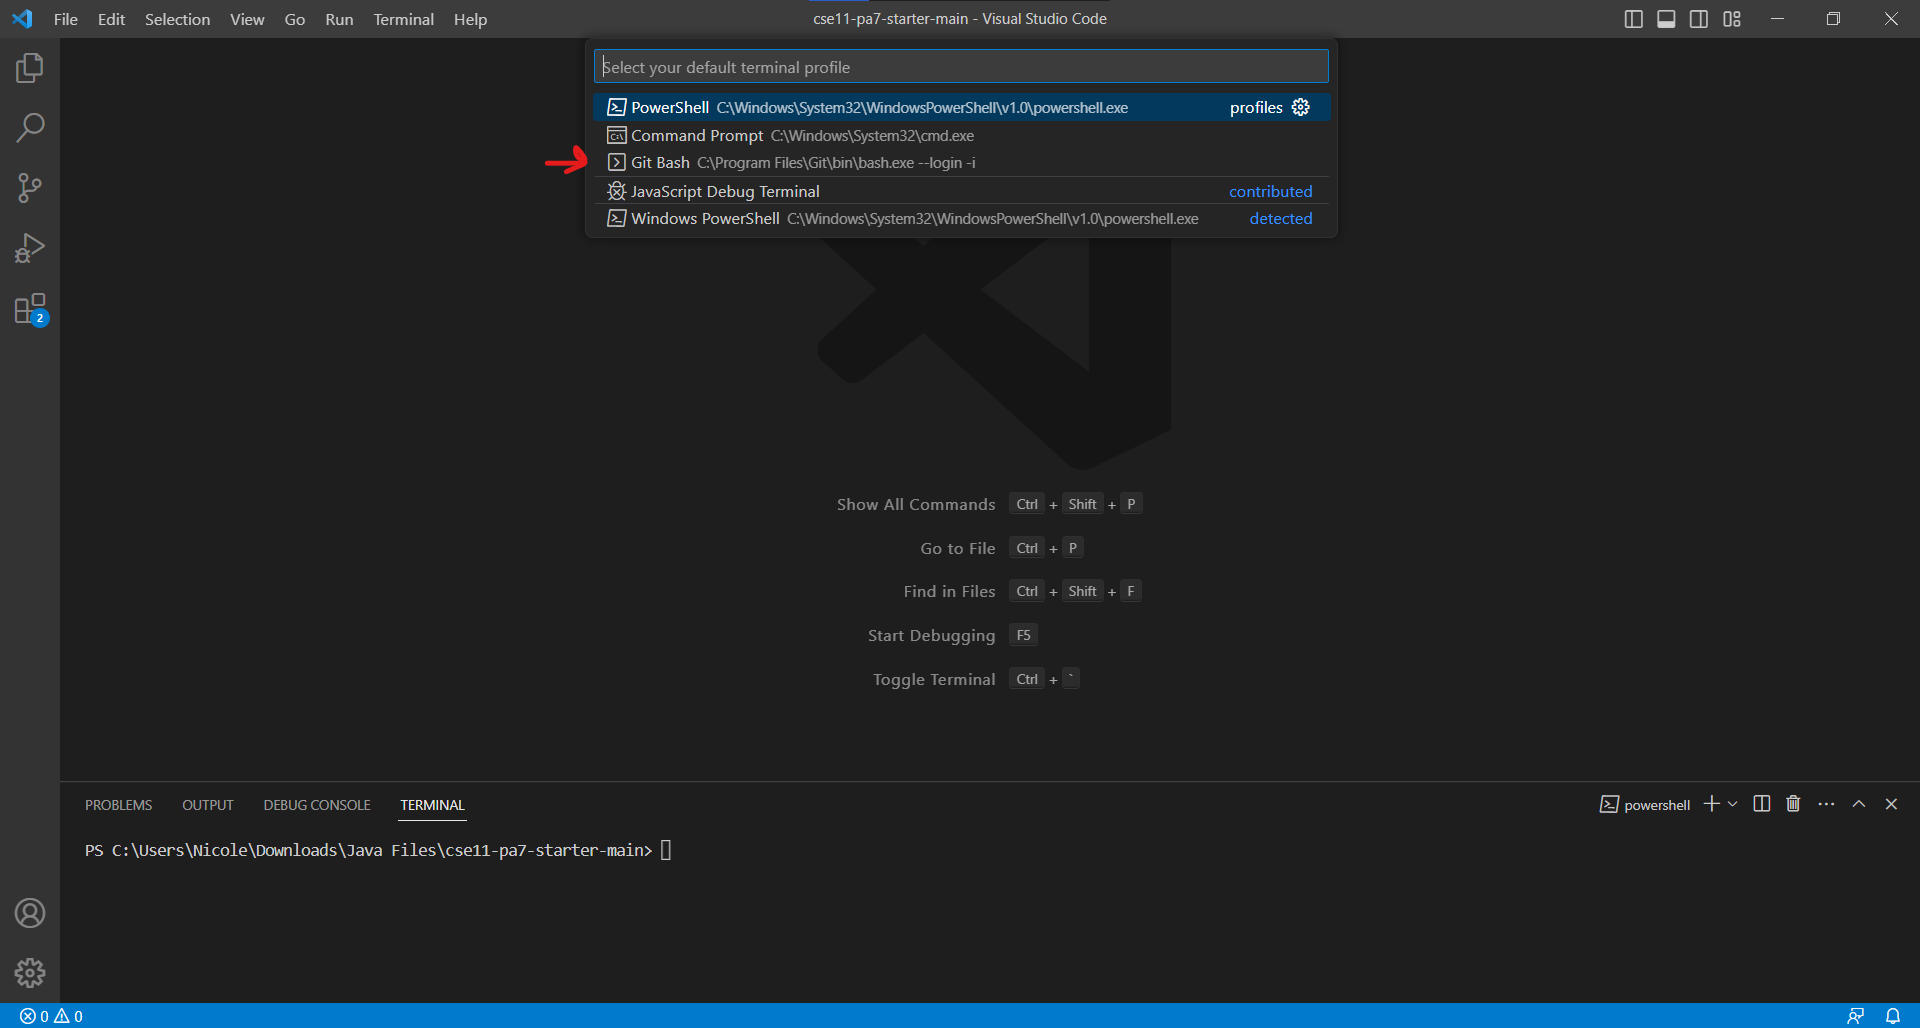 File Edit Selection View Go Run Terminal Help
cse11-pa7-starter-main - Visual Studio Code
Select your default terminal profile
PowerShell C:\Windows\System32\WindowsPowerShell\v1.0\powershell.exe profiles
Command Prompt C:\Windows\System32\cmd.exe
Git Bash C:\Program Files\Git\bin\bash.exe --login -i
JavaScript Debug Terminal contributed
Windows PowerShell C:\Windows\System32\WindowsPowerShell\v1.0\powershell.exe detected
2
Show All Commands Ctrl + Shift + P
Go to File Ctrl + P
Find in Files Ctrl + Shift + F
Start Debugging F5
Toggle Terminal Ctrl + `
PROBLEMS OUTPUT DEBUG CONSOLE TERMINAL powershell
PS C:\Users\Nicole\Downloads\Java Files\cse11-pa7-starter-main>
0 0